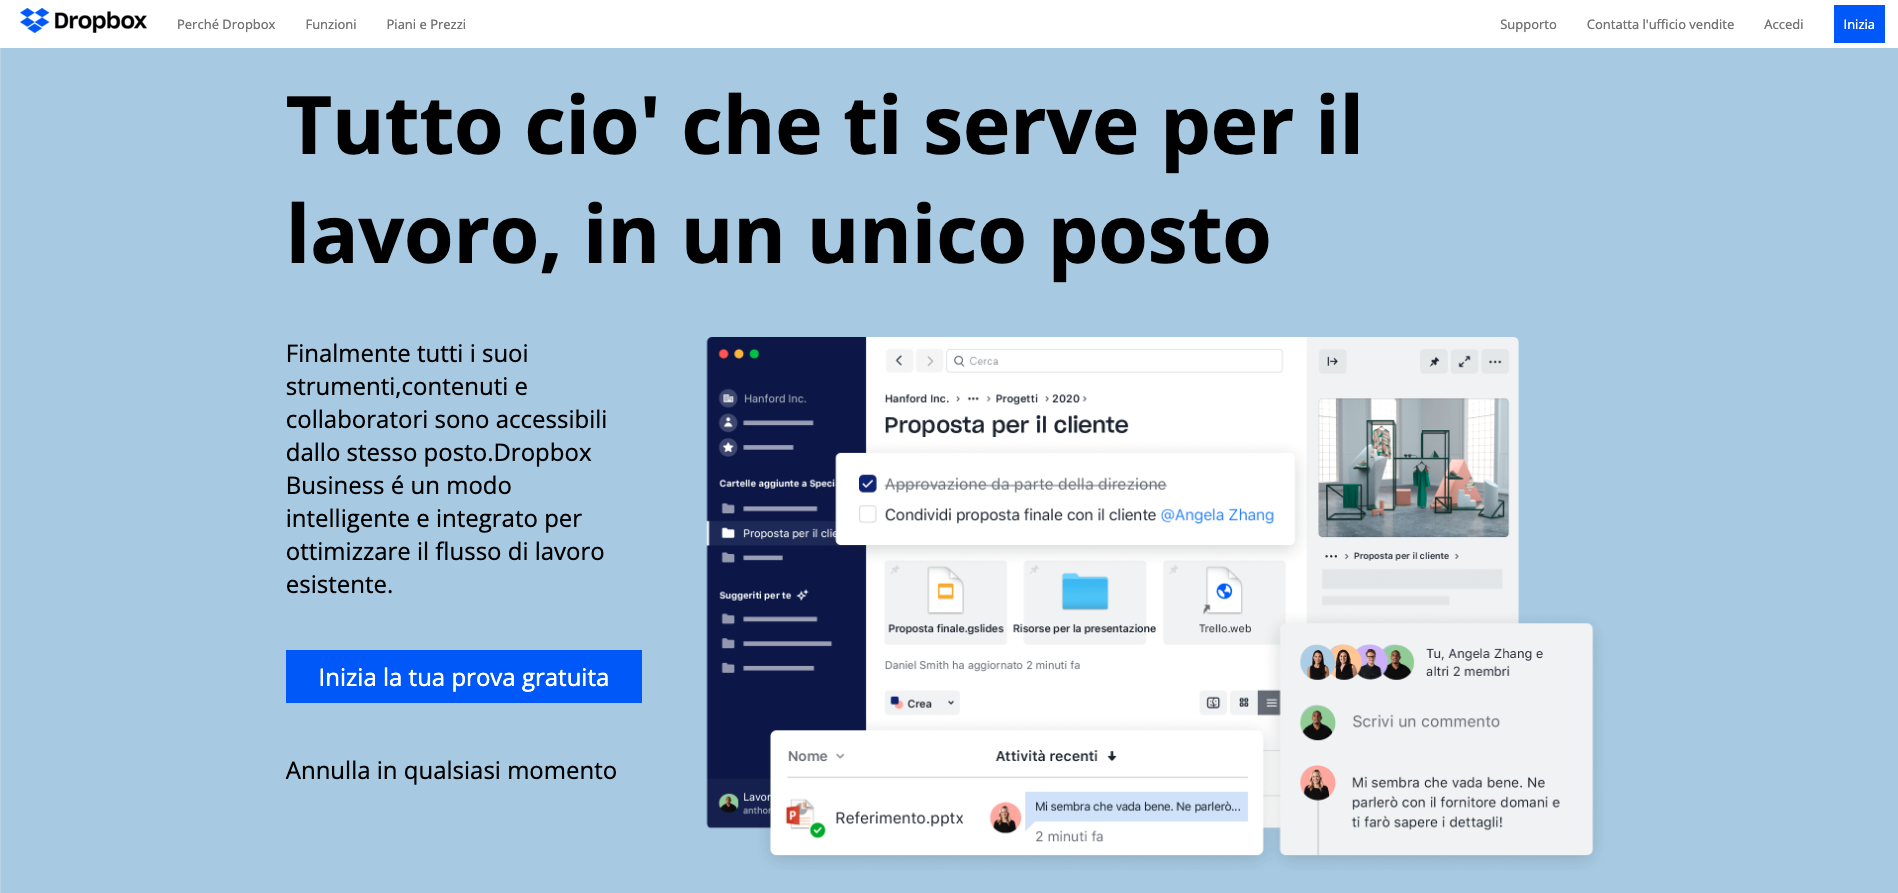 Dropbox
Perché Dropbox
Funzioni
Piani e Prezzi
Supporto
Contatta l'ufficio vendite
Accedi
Inizia
Tutto cio' che ti serve per il
lavoro, in un unico posto
Finalmente tutti i suoi
strumenti,contenuti e
collaboratori sono accessibili
dallo stesso posto.Dropbox
Business é un modo
intelligente e integrato per
ottimizzare il flusso di lavoro
esistente.
Inizia la tua prova gratuita
Annulla in qualsiasi momento
Hanford Inc.
Cartelle aggiunte a Speci
Proposta per il clie
Suggeriti per te
Lavor
anthor
Cerca
Hanford Inc. › ··· › Progetti › 2020 ›
Proposta per il cliente
Approvazione da parte della direzione
Condividi proposta finale con il cliente @Angela Zhang
Proposta finale.gslides
Risorse per la presentazione
Trello.web
Daniel Smith ha aggiornato 2 minuti fa
Crea
Nome
Attività recenti
Referimento.pptx
Mi sembra che vada bene. Ne parlerò...
2 minuti fa
··· › Proposta per il cliente ›
Tu, Angela Zhang e
altri 2 membri
Scrivi un commento
Mi sembra che vada bene. Ne
parlerò con il fornitore domani e
ti farò sapere i dettagli!